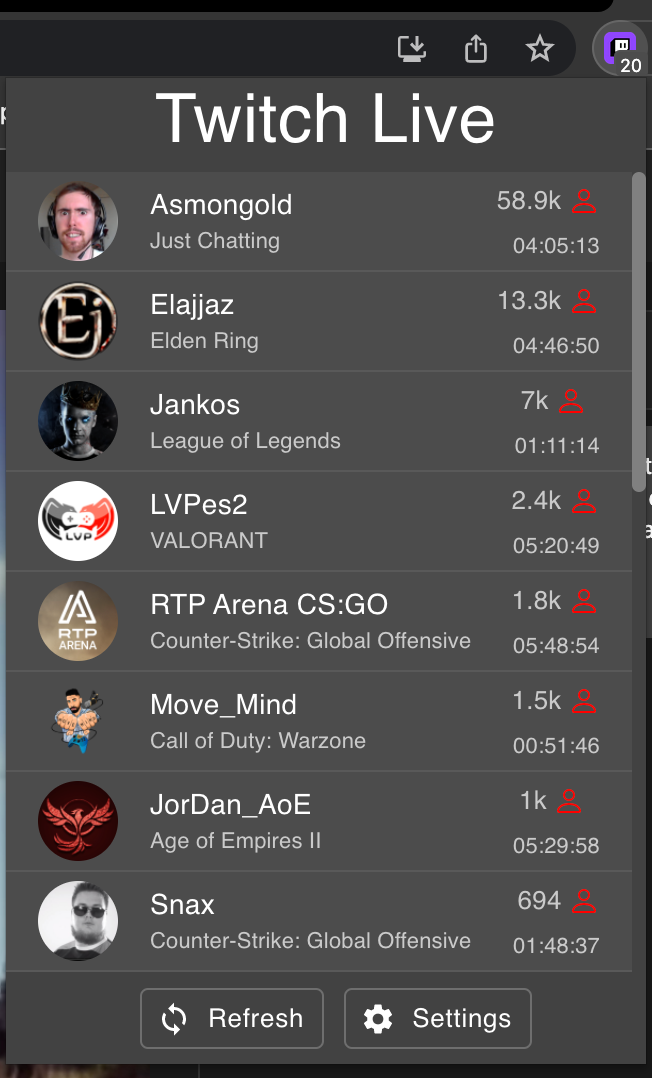 20
Twitch Live
Asmongold
58.9k
Just Chatting
04:05:13
Ej
Elajjaz
13.3k
Elden Ring
04:46:50
Jankos
7k
League of Legends
01:11:14
LVP
LVPes2
2.4k
VALORANT
05:20:49
RTP
ARENA
RTP Arena CS:GO
1.8k
Counter-Strike: Global Offensive
05:48:54
Move_Mind
1.5k
Call of Duty: Warzone
00:51:46
JorDan_AoE
1k
Age of Empires II
05:29:58
Snax
694
Counter-Strike: Global Offensive
01:48:37
Refresh
Settings